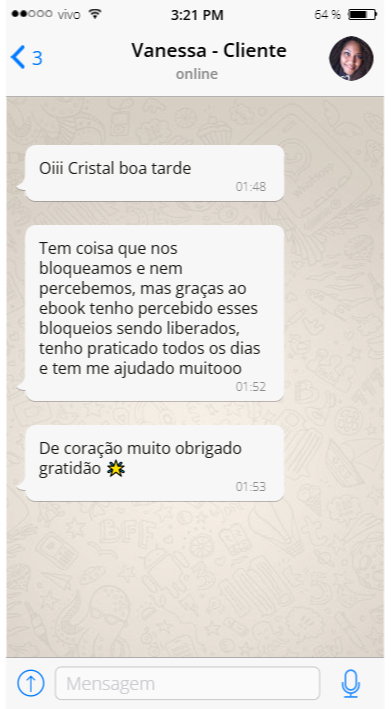 vivo 3:21 PM 64 %
3 Vanessa - Cliente
online
Oiii Cristal boa tarde
01:48
Tem coisa que nos
bloqueamos e nem
percebemos, mas graças ao
ebook tenho percebido esses
bloqueios sendo liberados,
tenho praticado todos os dias
e tem me ajudado muitooo
01:52
De coração muito obrigado
gratidão 🌟
01:53
Mensagem